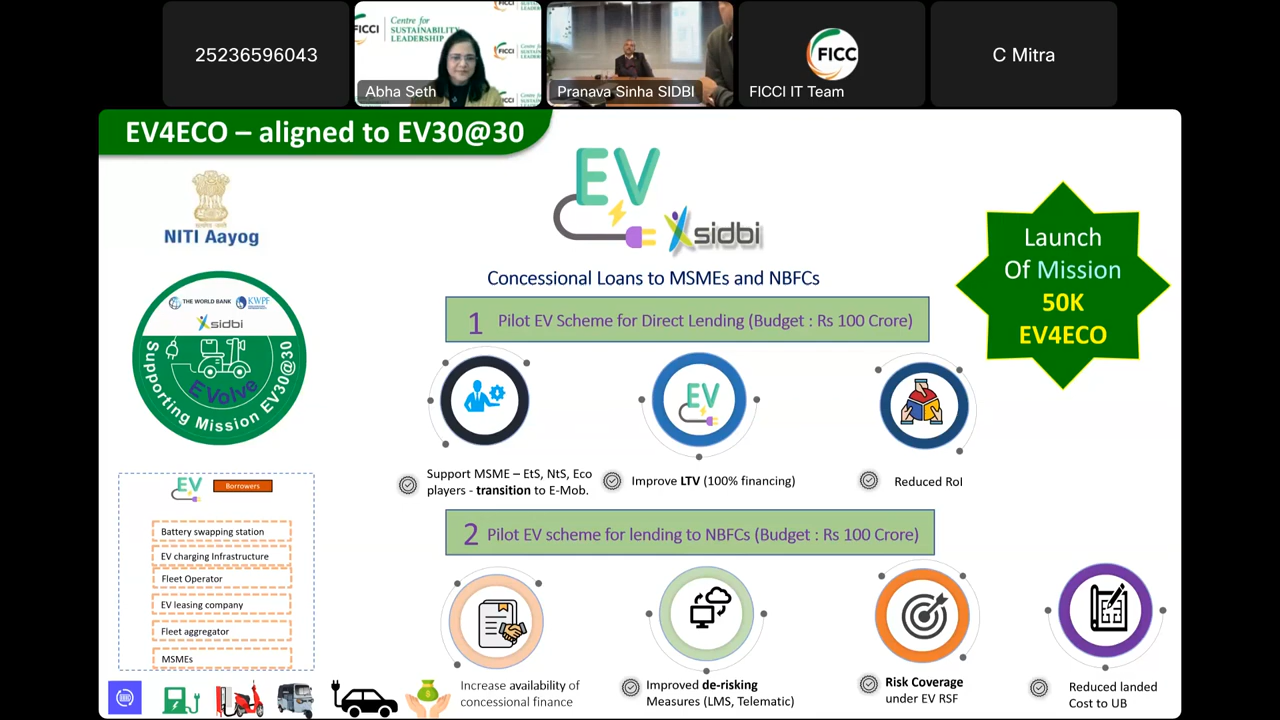 25236596043
FICCI
Centre for
SUSTAINABILITY
LEADERSHIP
Abha Seth
Pranava Sinha SIDBI
FICC
FICCI IT Team
C Mitra
EV4ECO – aligned to EV30@30
NITI Aayog
EV
sidbi
Launch
Of Mission
50K
EV4ECO
Concessional Loans to MSMEs and NBFCs
THE WORLD BANK
KWPF
sidbi
E Volve
Supporting Mission EV30@30
1 Pilot EV Scheme for Direct Lending (Budget : Rs 100 Crore)
EV
Support MSME – EtS, NtS, Eco
players - transition to E-Mob.
Improve LTV (100% financing)
Reduced RoI
EV
Borrowers
Battery swapping station
EV charging Infrastructure
Fleet Operator
EV leasing company
Fleet aggregator
MSMEs
2 Pilot EV scheme for lending to NBFCs (Budget : Rs 100 Crore)
Increase availability of
concessional finance
Improved de-risking
Measures (LMS, Telematic)
Risk Coverage
under EV RSF
Reduced landed
Cost to UB